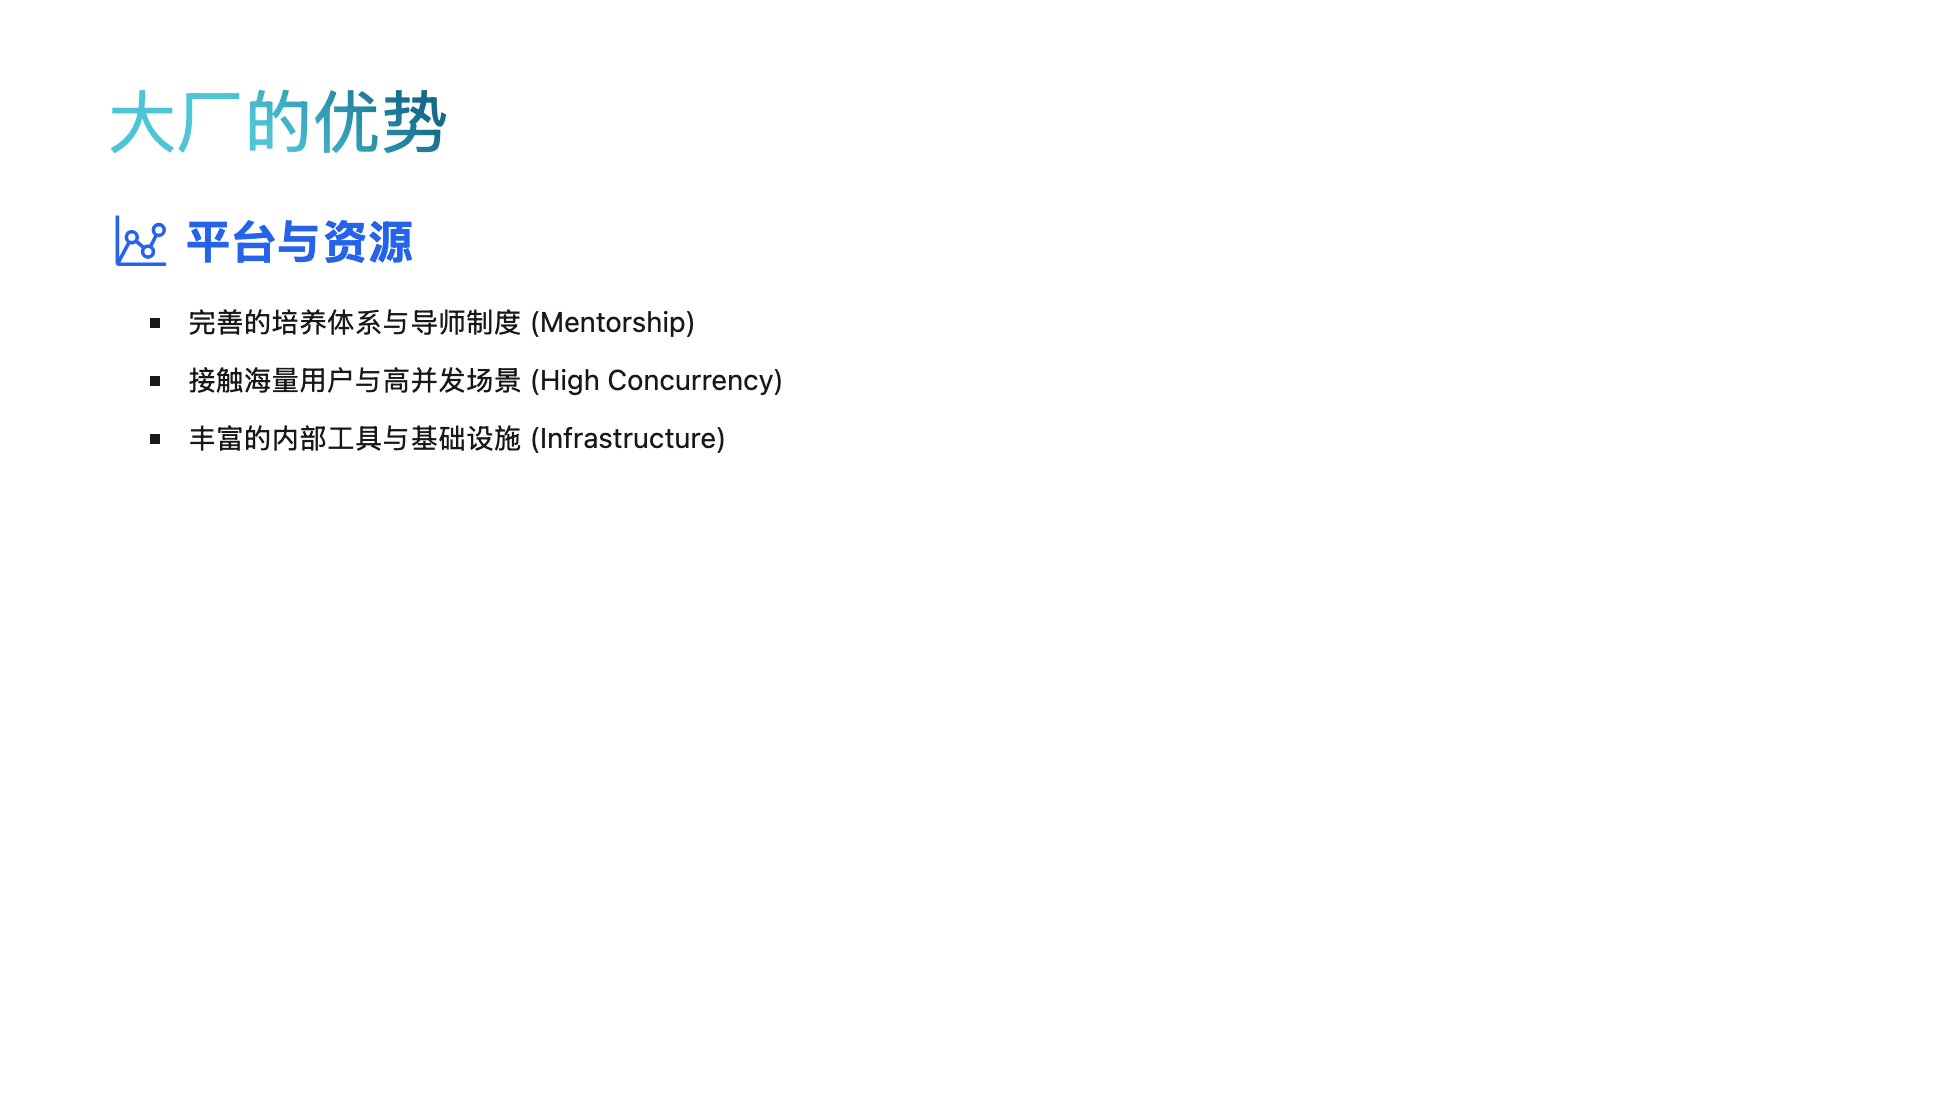 大厂的优势
平台与资源
完善的培养体系与导师制度 (Mentorship)
接触海量用户与高并发场景 (High Concurrency)
丰富的内部工具与基础设施 (Infrastructure)